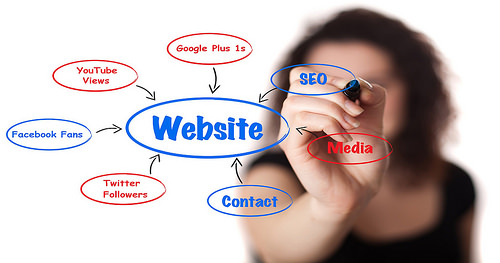 Google Plus 1s
YouTube
Views
SEO
Facebook Fans
Website
Media
Twitter
Followers
Contact